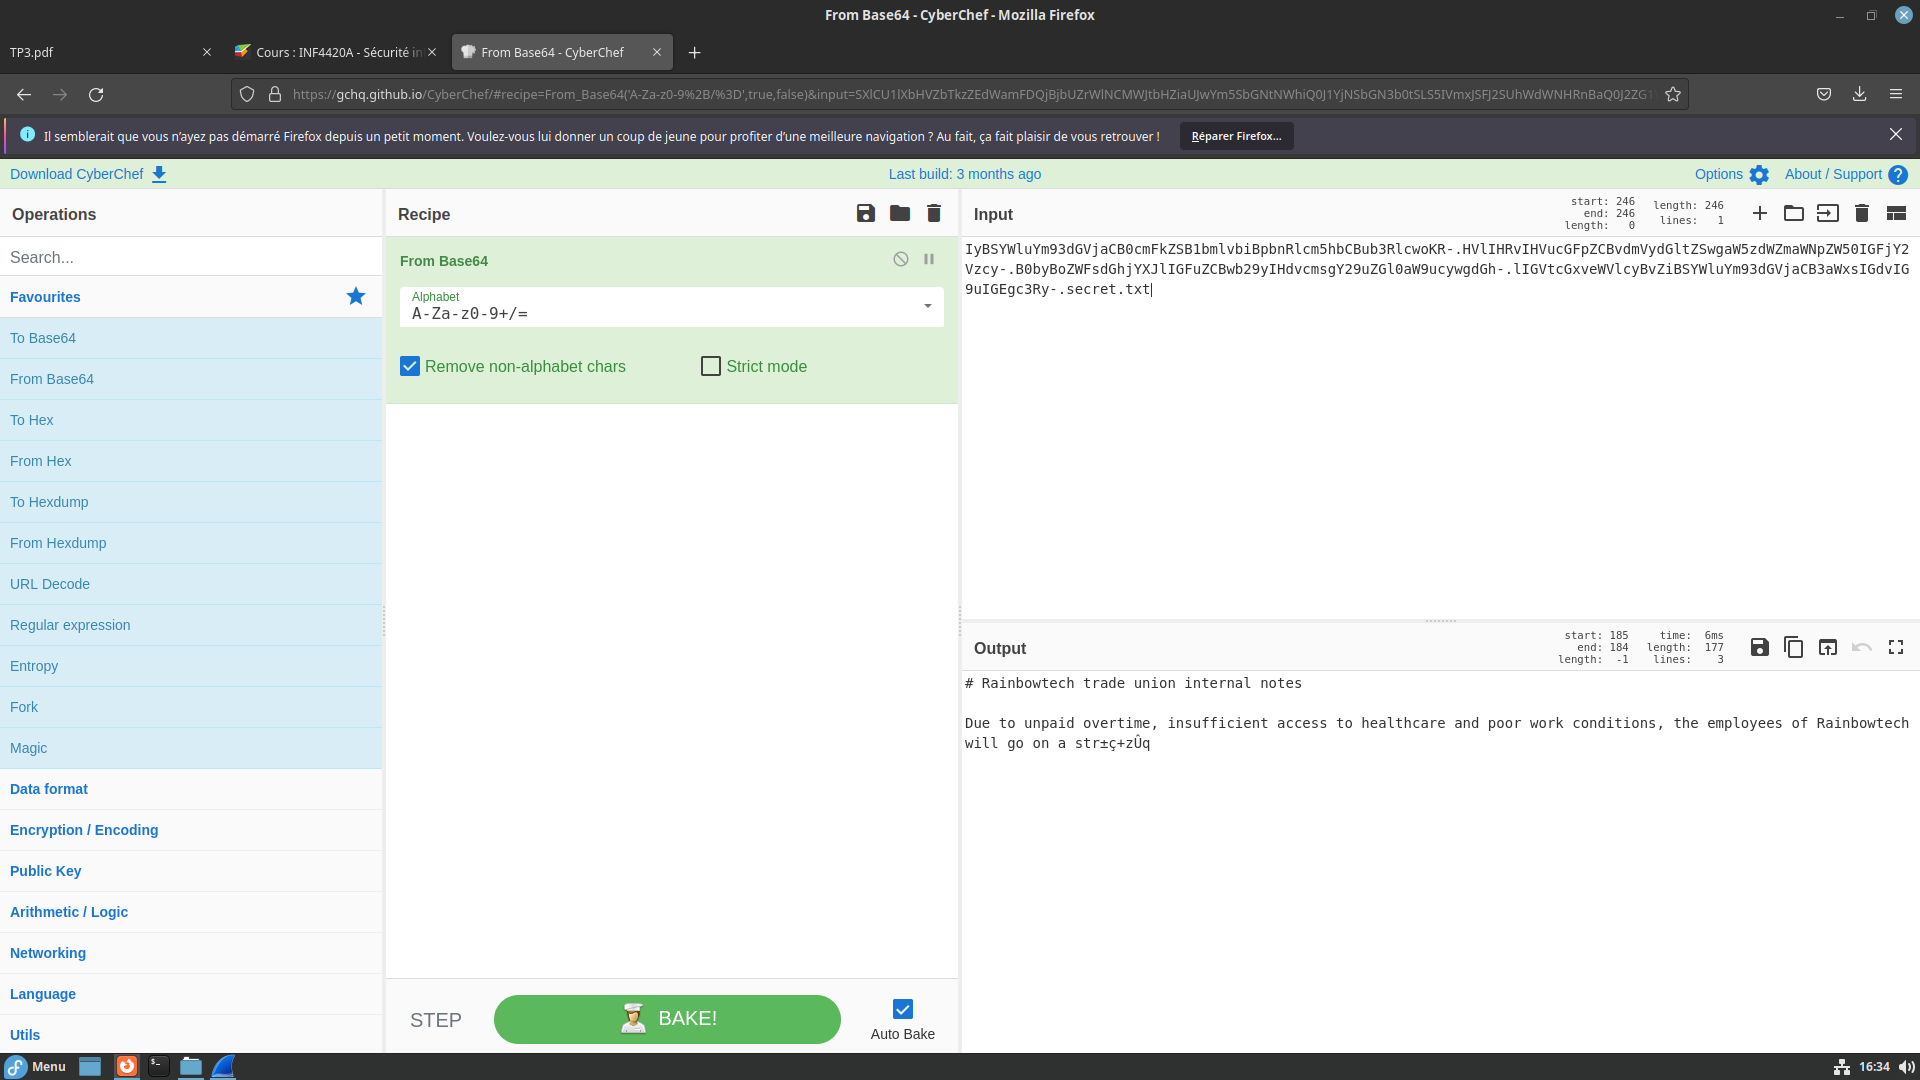 From Base64 - CyberChef - Mozilla Firefox
TP3.pdf
Cours : INF4420A - Sécurité in
From Base64 - CyberChef
https://gchq.github.io/CyberChef/#recipe=From_Base64('A-Za-z0-9%2B/%3D',true,false)&input=
Il semblerait que vous n’ayez pas démarré Firefox depuis un petit moment. Voulez-vous lui donner un coup de jeune pour profiter d’une meilleure navigation ? Au fait, ça fait plaisir de vous retrouver !
Réparer Firefox...
Download CyberChef
Last build: 3 months ago
Options
About / Support
Operations
Search...
Favourites
To Base64
From Base64
To Hex
From Hex
To Hexdump
From Hexdump
URL Decode
Regular expression
Entropy
Fork
Magic
Data format
Encryption / Encoding
Public Key
Arithmetic / Logic
Networking
Language
Utils
Recipe
From Base64
Alphabet
A-Za-z0-9+/=
Remove non-alphabet chars
Strict mode
STEP
BAKE!
Auto Bake
Input
start: 246
end: 246
length: 0
length: 246
lines: 1
IyBSYWluYm93dGVjaCB0cmFkZSB1bmlvbiBpbnRlcm5hbCBub3RlcwoKR-.HVlIHRvIHVucGFpZCBvdmVydGltZSwgaW5zdWZmaWNpZW50IGFjY2
Vzcy-.B0byBoZWFsdGhjYXJlIGFuZCBwb29yIHdvcmsgY29uZGl0aW9ucywgdGh-.lIGVtcGxveWVlcyBvZiBSYWluYm93dGVjaCB3aWxsIGdvIG
9uIGEgc3Ry-.secret.txt
Output
start: 185
end: 184
length: -1
time: 6ms
length: 177
lines: 3
# Rainbowtech trade union internal notes
Due to unpaid overtime, insufficient access to healthcare and poor work conditions, the employees of Rainbowtech
will go on a str±ç+zÛq
Menu
16:34